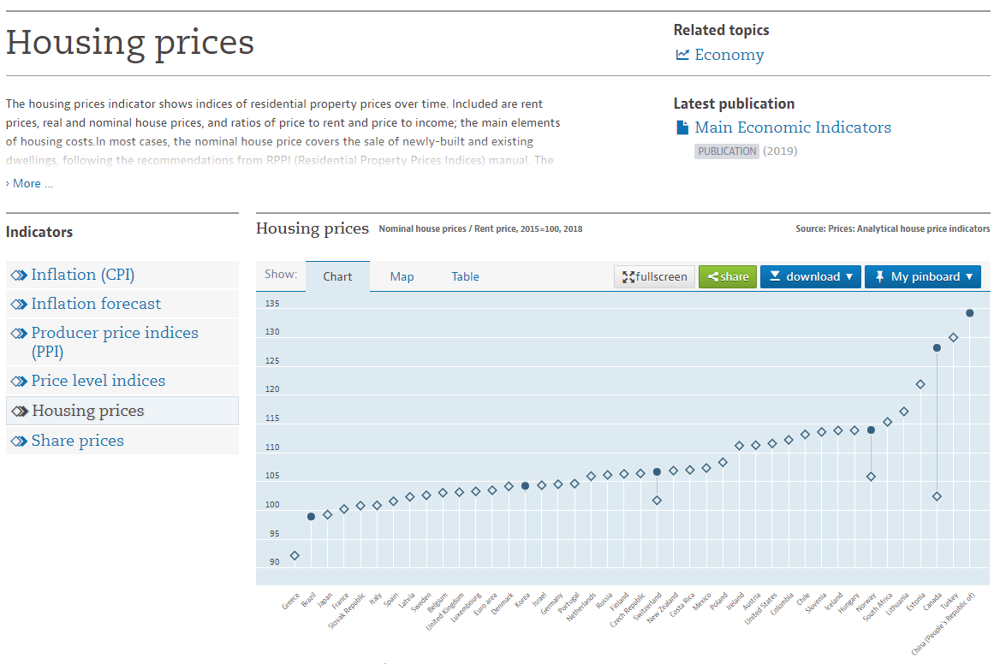 Housing prices
Related topics
Economy
The housing prices indicator shows indices of residential property prices over time. Included are rent
prices, real and nominal house prices, and ratios of price to rent and price to income; the main elements
of housing costs.In most cases, the nominal house price covers the sale of newly-built and existing
dwellings, following the recommendations from RPPI (Residential Property Prices Indices) manual. The
› More ...
Latest publication
Main Economic Indicators
PUBLICATION (2019)
Indicators
Inflation (CPI)
Inflation forecast
Producer price indices
(PPI)
Price level indices
Housing prices
Share prices
Housing prices Nominal house prices / Rent price, 2015=100, 2018 Source: Prices: Analytical house price indicators
Show: Chart Map Table fullscreen share download ▼ My pinboard ▼
135
130
125
120
115
110
105
100
95
90
Greece
Brazil
Japan
France
Slovak Republic
Italy
Spain
Latvia
Sweden
Belgium
United Kingdom
Luxembourg
Euro area
Denmark
Korea
Israel
Germany
Portugal
Netherlands
Russia
Finland
Czech Republic
Switzerland
New Zealand
Costa Rica
Mexico
Poland
Ireland
Austria
United States
Colombia
Chile
Slovenia
Iceland
Hungary
Norway
South Africa
Lithuania
Estonia
Canada
Turkey
China (People's Republic of)